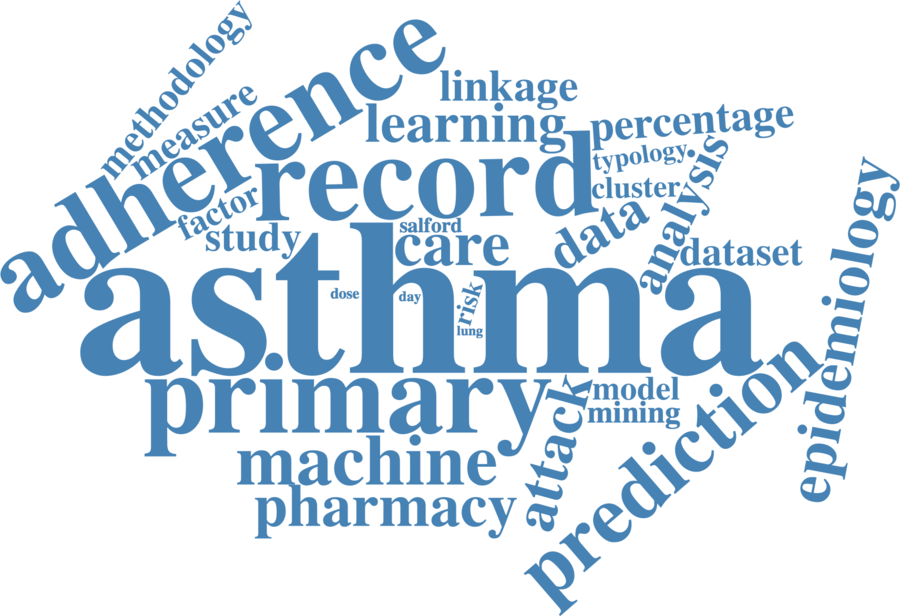 methodology
measure
adherence
linkage
learning
percentage
typology
cluster
analysis
factor
record
study
salford
care
data
dataset
epidemiology
asthma
dose
day
risk
lung
primary
model
mining
attack
prediction
machine
pharmacy